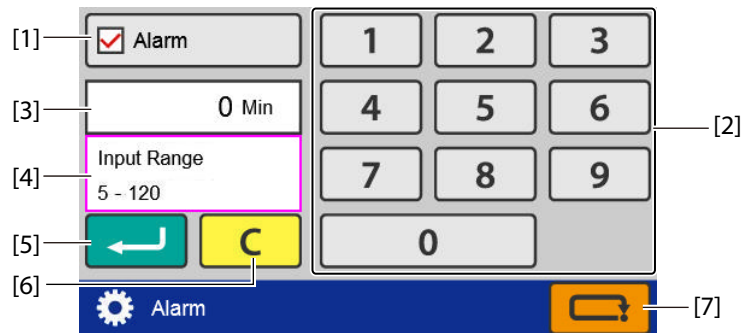 [1] Alarm 1 2 3
[3] 0 Min 4 5 6 [2]
[4] Input Range
5 - 120 7 8 9
[5] C 0
[6]
Alarm [7]